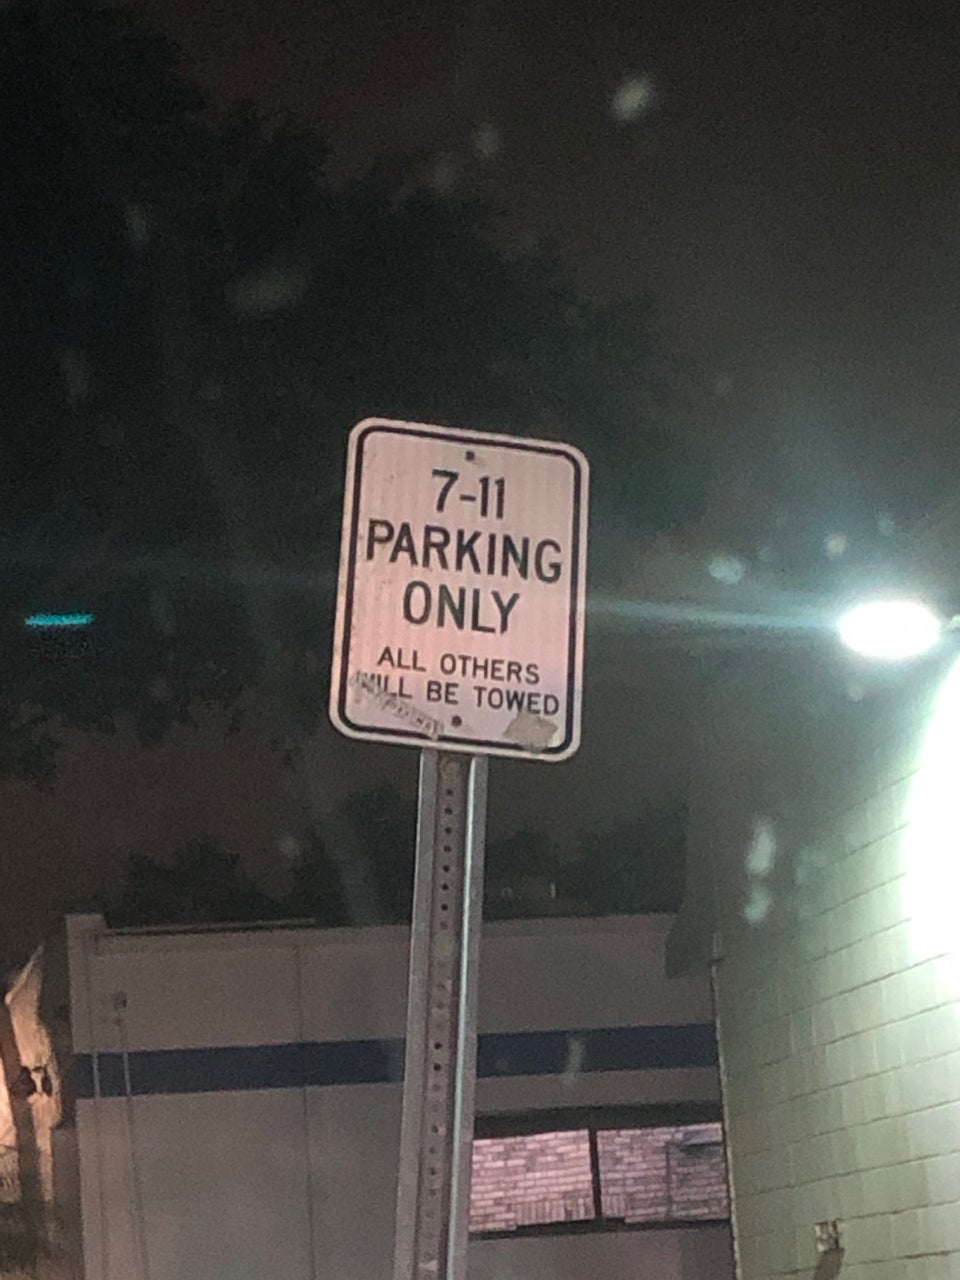 7-11
PARKING
ONLY
ALL OTHERS
WILL BE TOWED